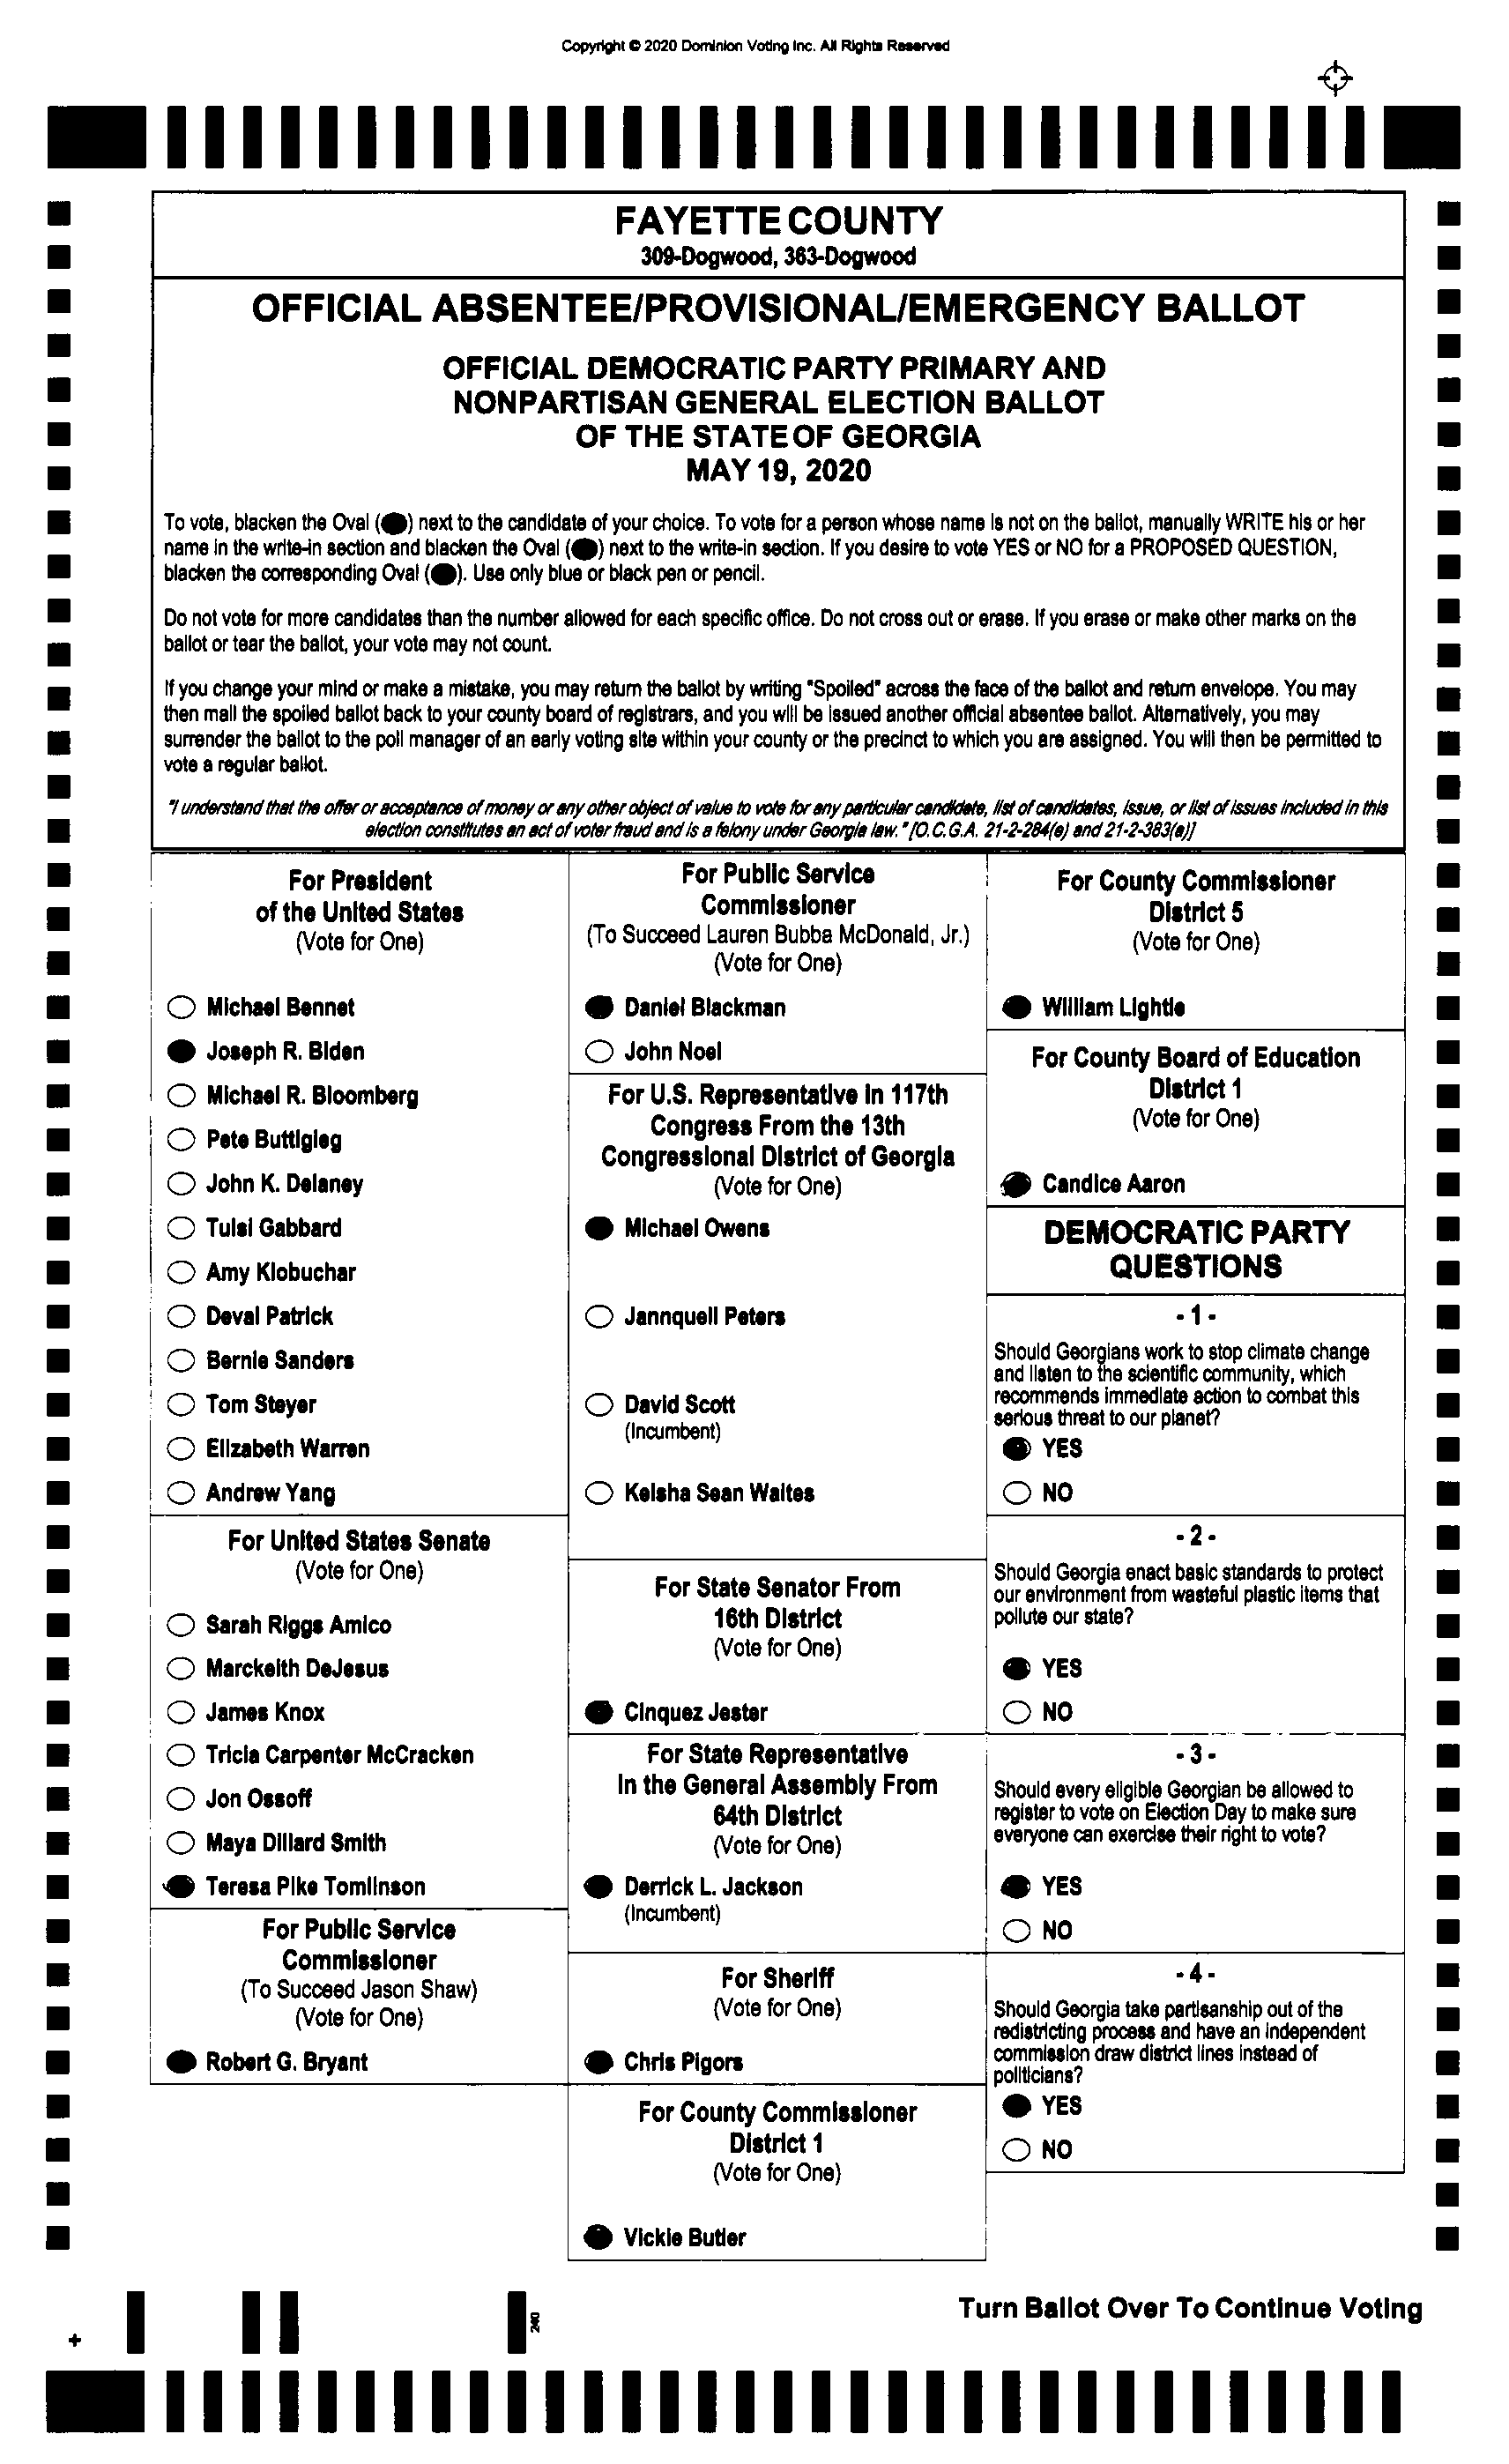 Copyright © 2020 Dominion Voting Inc. All Rights Reserved
FAYETTE COUNTY
309-Dogwood, 363-Dogwood
OFFICIAL ABSENTEE/PROVISIONAL/EMERGENCY BALLOT
OFFICIAL DEMOCRATIC PARTY PRIMARY AND
NONPARTISAN GENERAL ELECTION BALLOT
OF THE STATE OF GEORGIA
MAY 19, 2020
To vote, blacken the Oval (●) next to the candidate of your choice. To vote for a person whose name is not on the ballot, manually WRITE his or her
name in the write-in section and blacken the Oval (●) next to the write-in section. If you desire to vote YES or NO for a PROPOSED QUESTION,
blacken the corresponding Oval (●). Use only blue or black pen or pencil.
Do not vote for more candidates than the number allowed for each specific office. Do not cross out or erase. If you erase or make other marks on the
ballot or tear the ballot, your vote may not count.
If you change your mind or make a mistake, you may return the ballot by writing "Spoiled" across the face of the ballot and return envelope. You may
then mail the spoiled ballot back to your county board of registrars, and you will be issued another official absentee ballot. Alternatively, you may
surrender the ballot to the poll manager of an early voting site within your county or the precinct to which you are assigned. You will then be permitted to
vote a regular ballot.
"I understand that the offer or acceptance of money or any other object of value to vote for any particular candidate, list of candidates, issue, or list of issues included in this
election constitutes an act of voter fraud and is a felony under Georgia law." [O.C.G.A. 21-2-284(e) and 21-2-383(a)]
For President
of the United States
(Vote for One)
Michael Bennet
Joseph R. Biden
Michael R. Bloomberg
Pete Buttigieg
John K. Delaney
Tulsi Gabbard
Amy Klobuchar
Deval Patrick
Bernie Sanders
Tom Steyer
Elizabeth Warren
Andrew Yang
For United States Senate
(Vote for One)
Sarah Riggs Amico
Marckeith DeJesus
James Knox
Tricia Carpenter McCracken
Jon Ossoff
Maya Dillard Smith
Teresa Pike Tomlinson
For Public Service
Commissioner
(To Succeed Jason Shaw)
(Vote for One)
Robert G. Bryant
For Public Service
Commissioner
(To Succeed Lauren Bubba McDonald, Jr.)
(Vote for One)
Daniel Blackman
John Noel
For U.S. Representative in 117th
Congress From the 13th
Congressional District of Georgia
(Vote for One)
Michael Owens
Jannquell Peters
David Scott
(Incumbent)
Keisha Sean Waites
For State Senator From
16th District
(Vote for One)
Cinquez Jester
For State Representative
In the General Assembly From
64th District
(Vote for One)
Derrick L. Jackson
(Incumbent)
For Sheriff
(Vote for One)
Chris Pigors
For County Commissioner
District 1
(Vote for One)
Vickie Butler
For County Commissioner
District 5
(Vote for One)
William Lightle
For County Board of Education
District 1
(Vote for One)
Candice Aaron
DEMOCRATIC PARTY
QUESTIONS
- 1 -
Should Georgians work to stop climate change
and listen to the scientific community, which
recommends immediate action to combat this
serious threat to our planet?
YES
NO
- 2 -
Should Georgia enact basic standards to protect
our environment from wasteful plastic items that
pollute our state?
YES
NO
- 3 -
Should every eligible Georgian be allowed to
register to vote on Election Day to make sure
everyone can exercise their right to vote?
YES
NO
- 4 -
Should Georgia take partisanship out of the
redistricting process and have an independent
commission draw district lines instead of
politicians?
YES
NO
240
Turn Ballot Over To Continue Voting